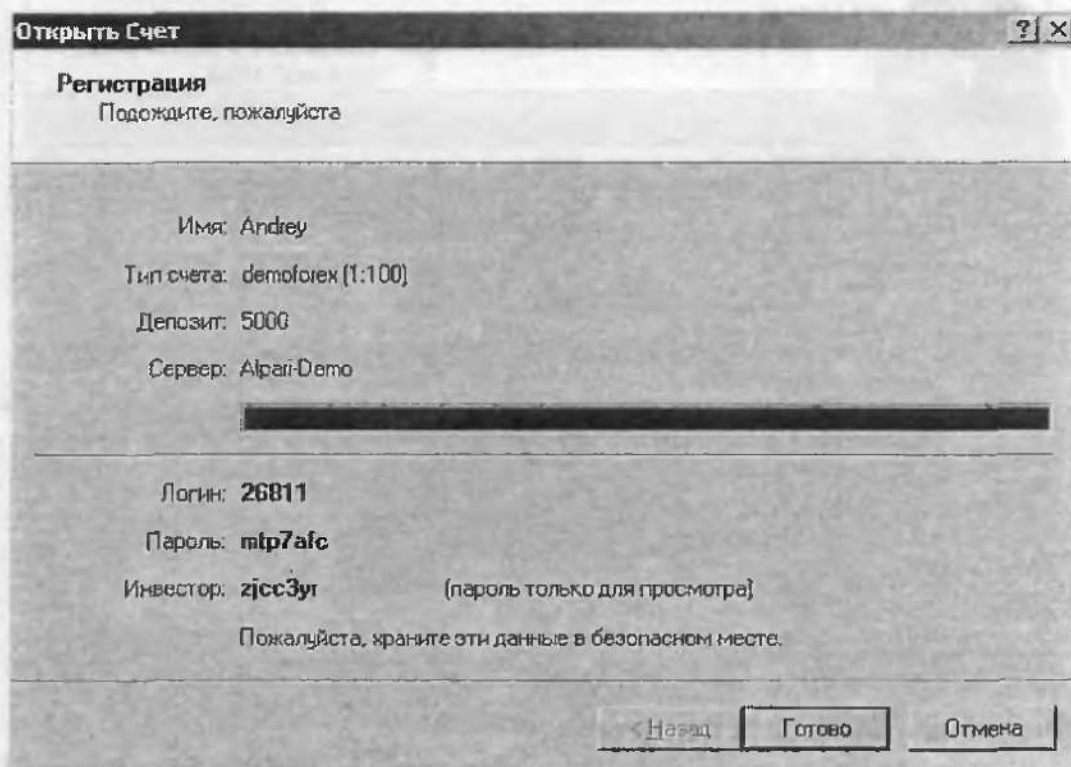 Открыть Счет
Регистрация
Подождите, пожалуйста
Имя: Andrey
Тип счета: demoforex (1:100)
Депозит: 5000
Сервер: Alpari-Demo
Логин: 26811
Пароль: mtp7afc
Инвестор: zjcc3yr (пароль только для просмотра)
Пожалуйста, храните эти данные в безопасном месте.
< Назад Готово Отмена